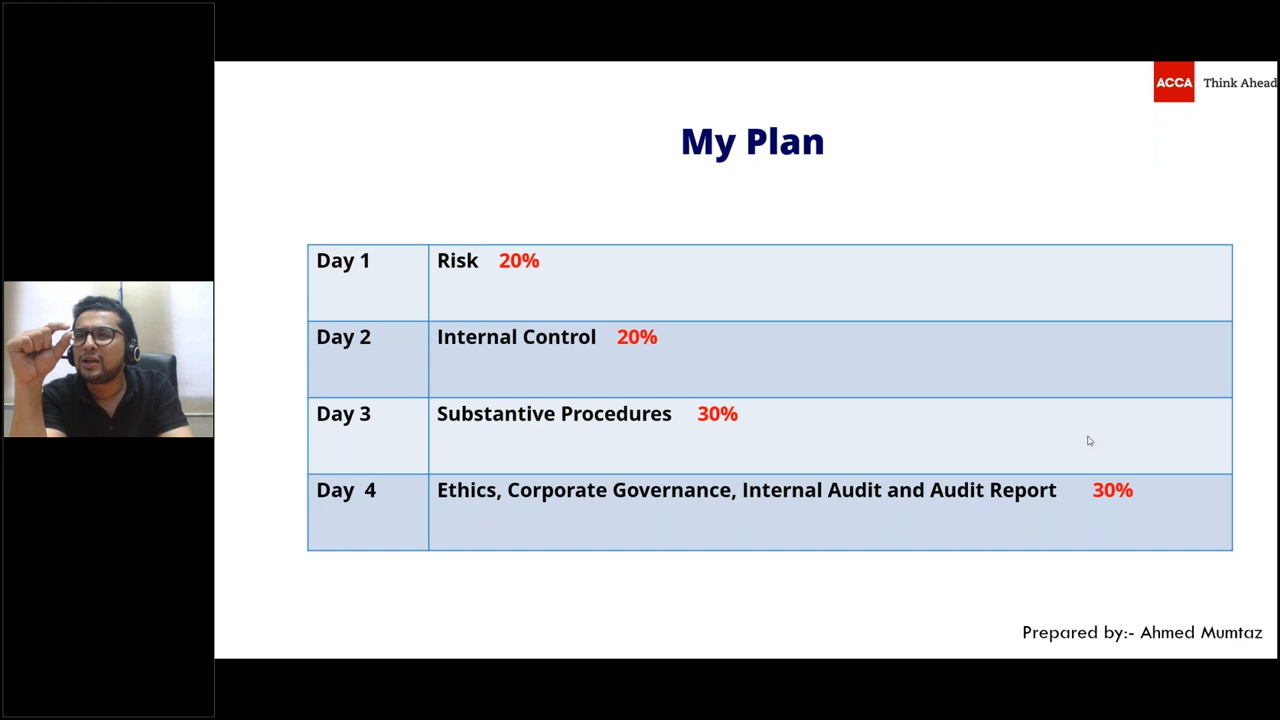 ACCA Think Ahead
My Plan
Day 1 Risk 20%
Day 2 Internal Control 20%
Day 3 Substantive Procedures 30%
Day 4 Ethics, Corporate Governance, Internal Audit and Audit Report 30%
Prepared by:- Ahmed Mumtaz